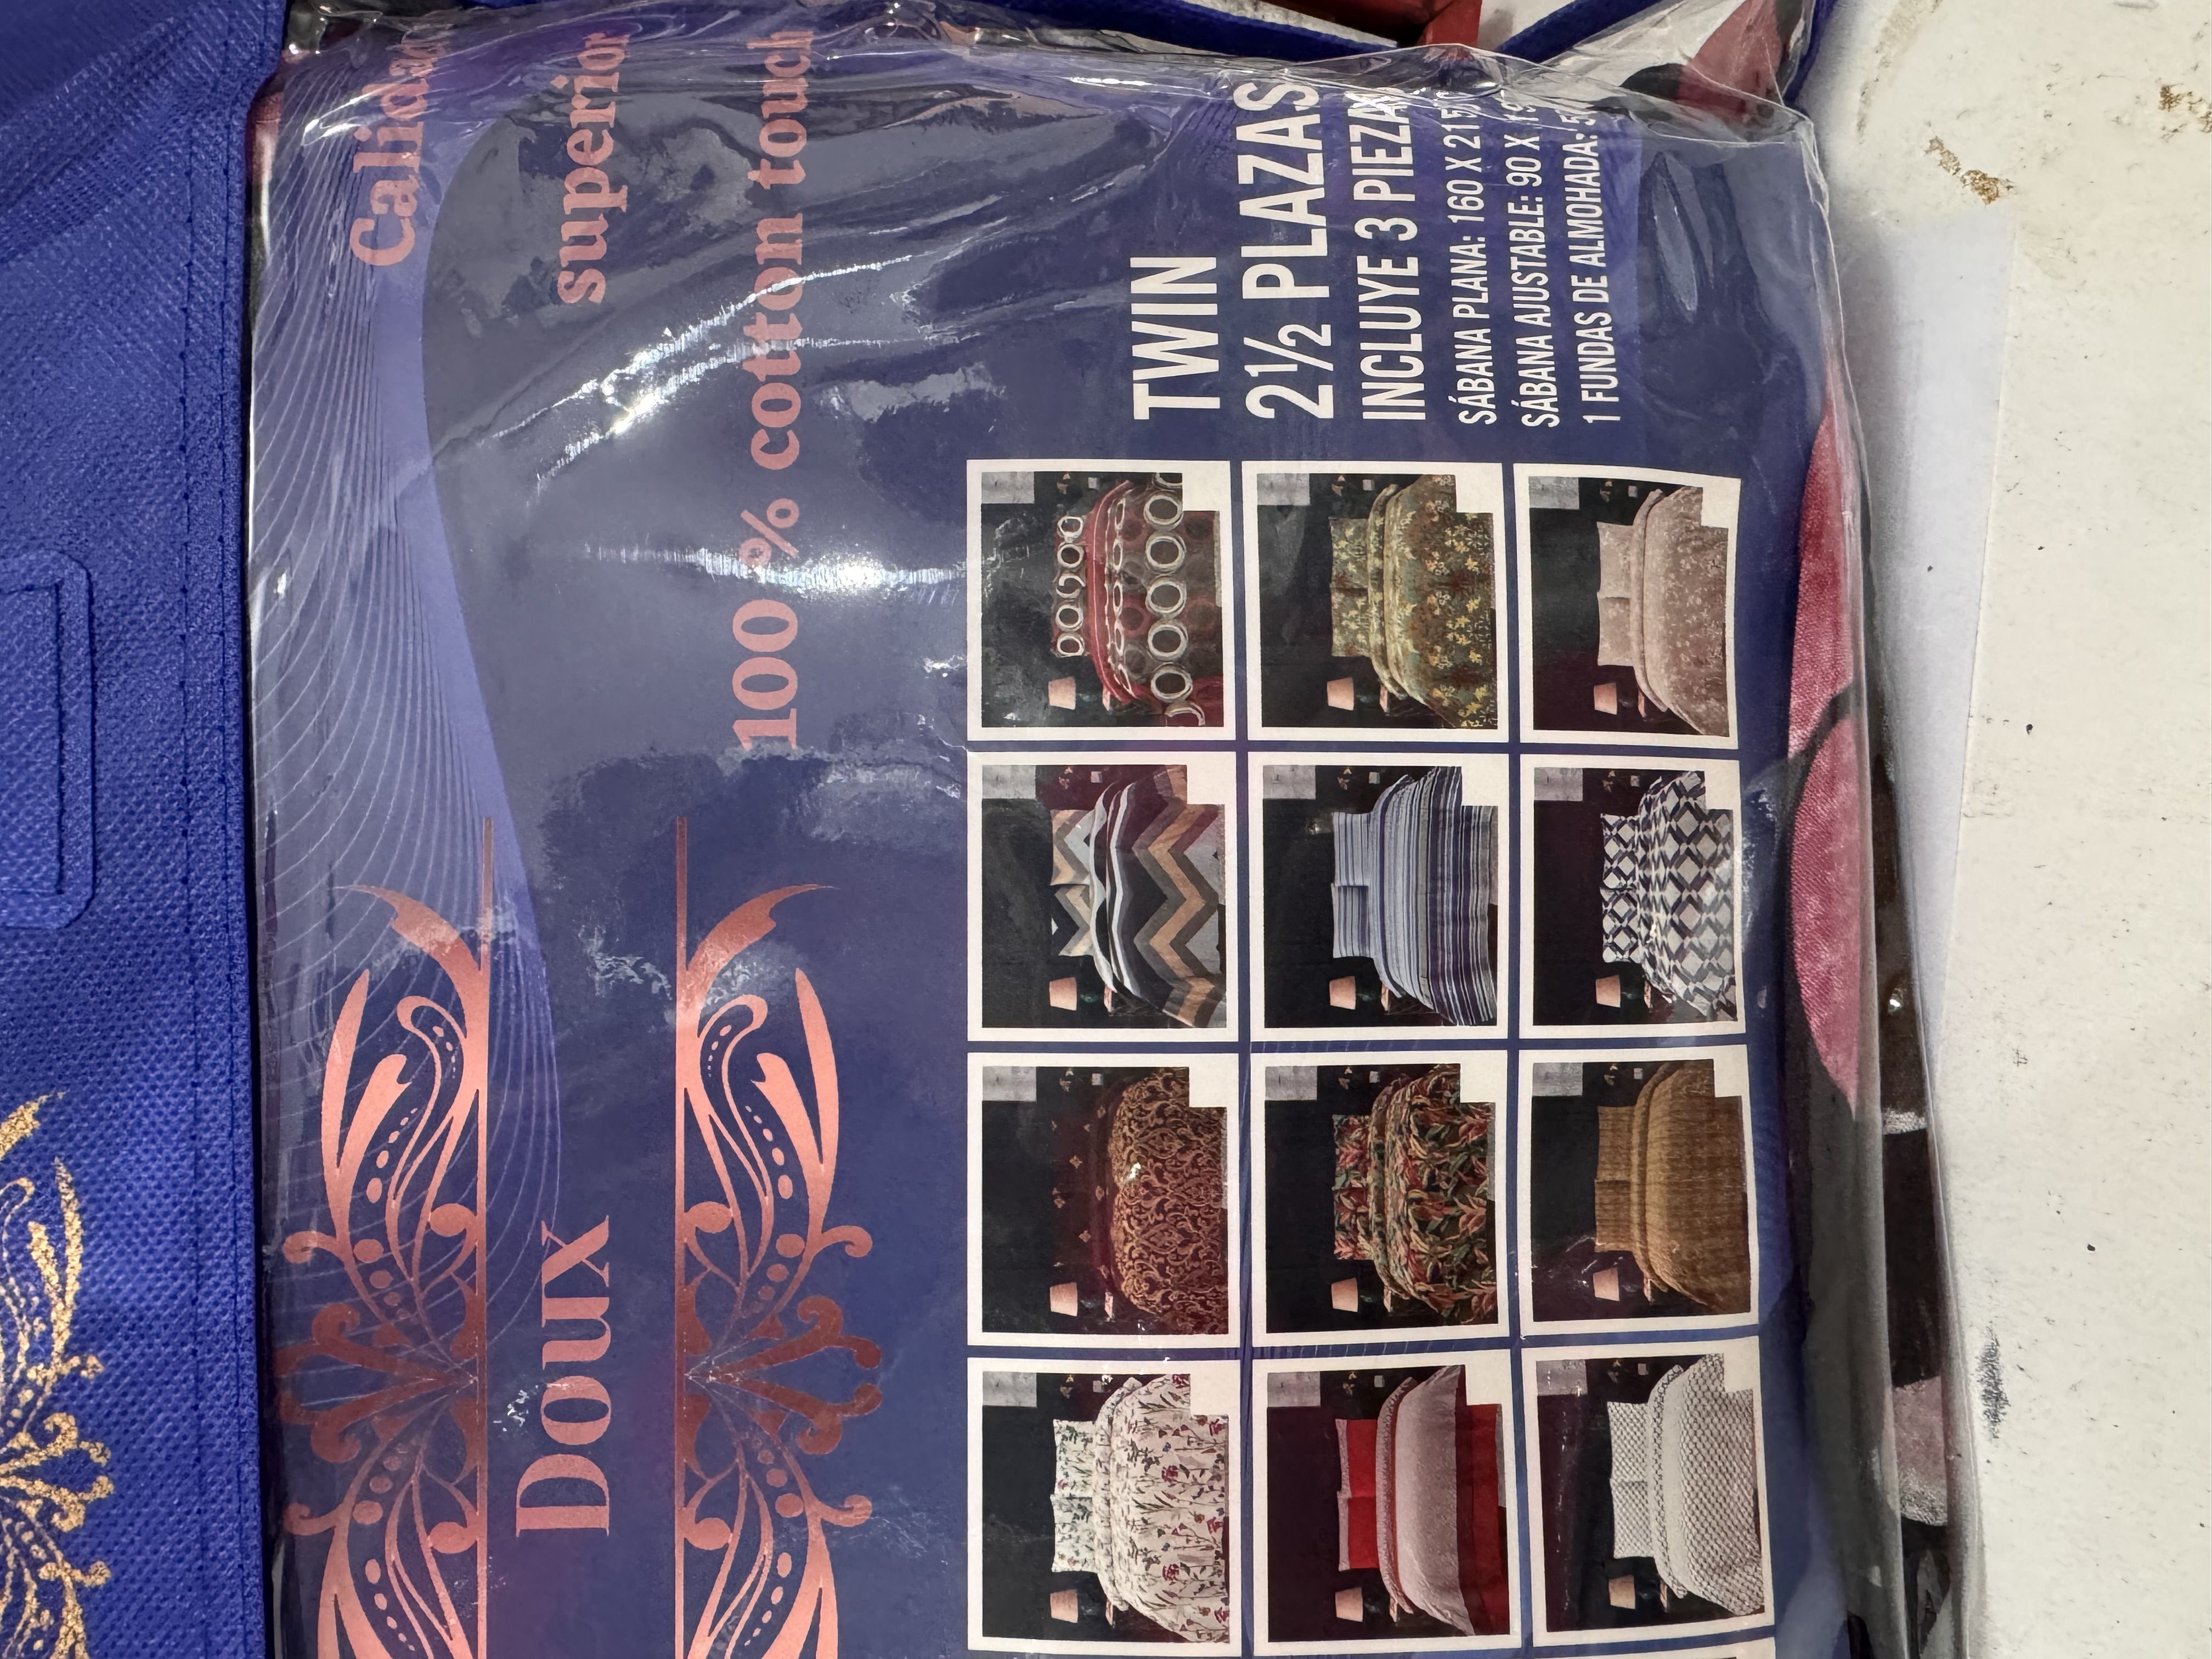 Doux
Calidad
superior
100 % cotton touch
TWIN
2½ PLAZAS
INCLUYE 3 PIEZAS
SÁBANA PLANA: 160 X 215
SÁBANA AJUSTABLE: 90 X
1 FUNDAS DE ALMOHADA: